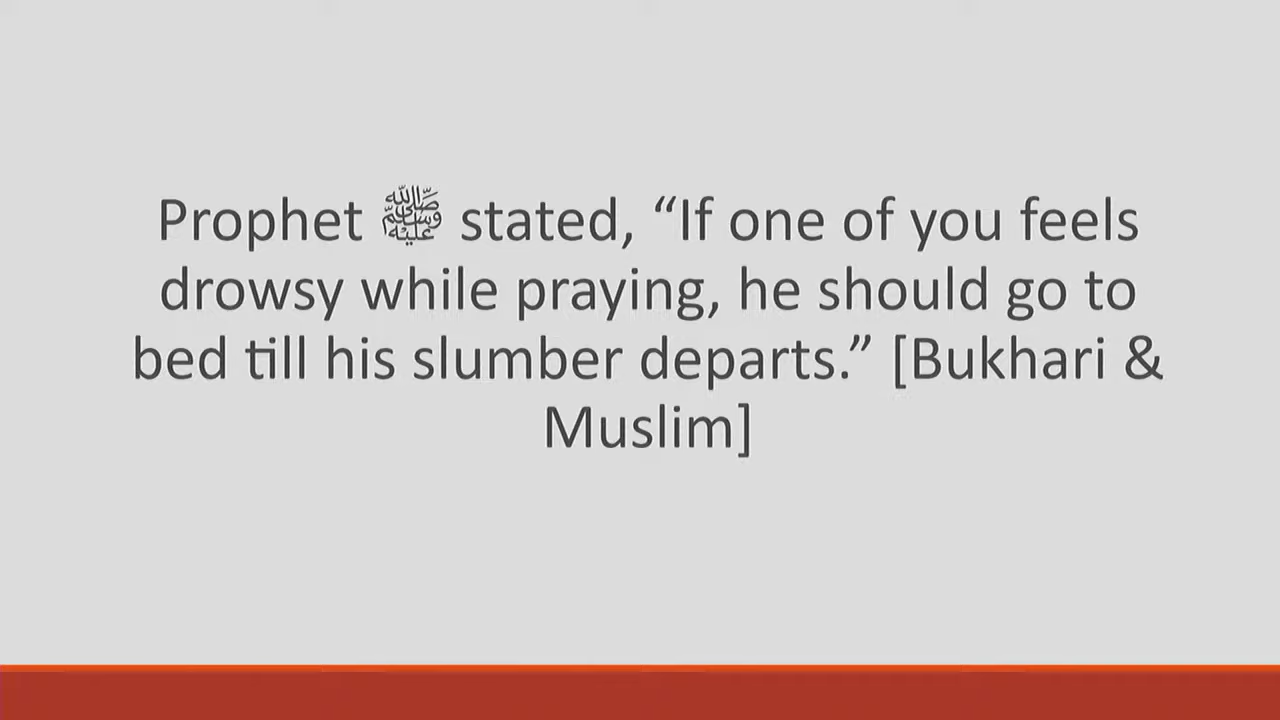 Prophet ﷺ stated, “If one of you feels
drowsy while praying, he should go to
bed till his slumber departs.” [Bukhari &
Muslim]